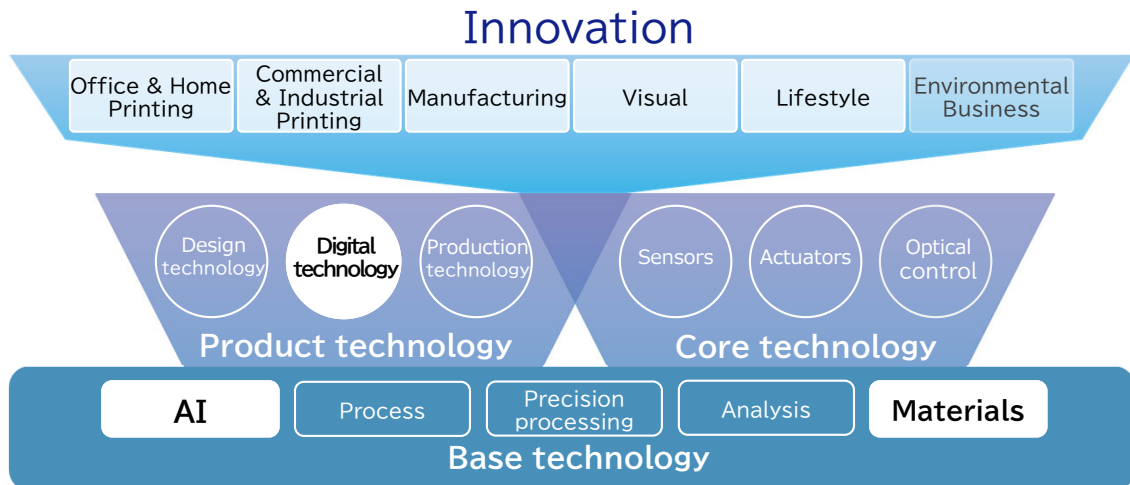 Innovation
Office & Home
Printing
Commercial
& Industrial
Printing
Manufacturing
Visual
Lifestyle
Environmental
Business
Design
technology
Digital
technology
Production
technology
Sensors
Actuators
Optical
control
Product technology
Core technology
AI
Process
Precision
processing
Analysis
Materials
Base technology